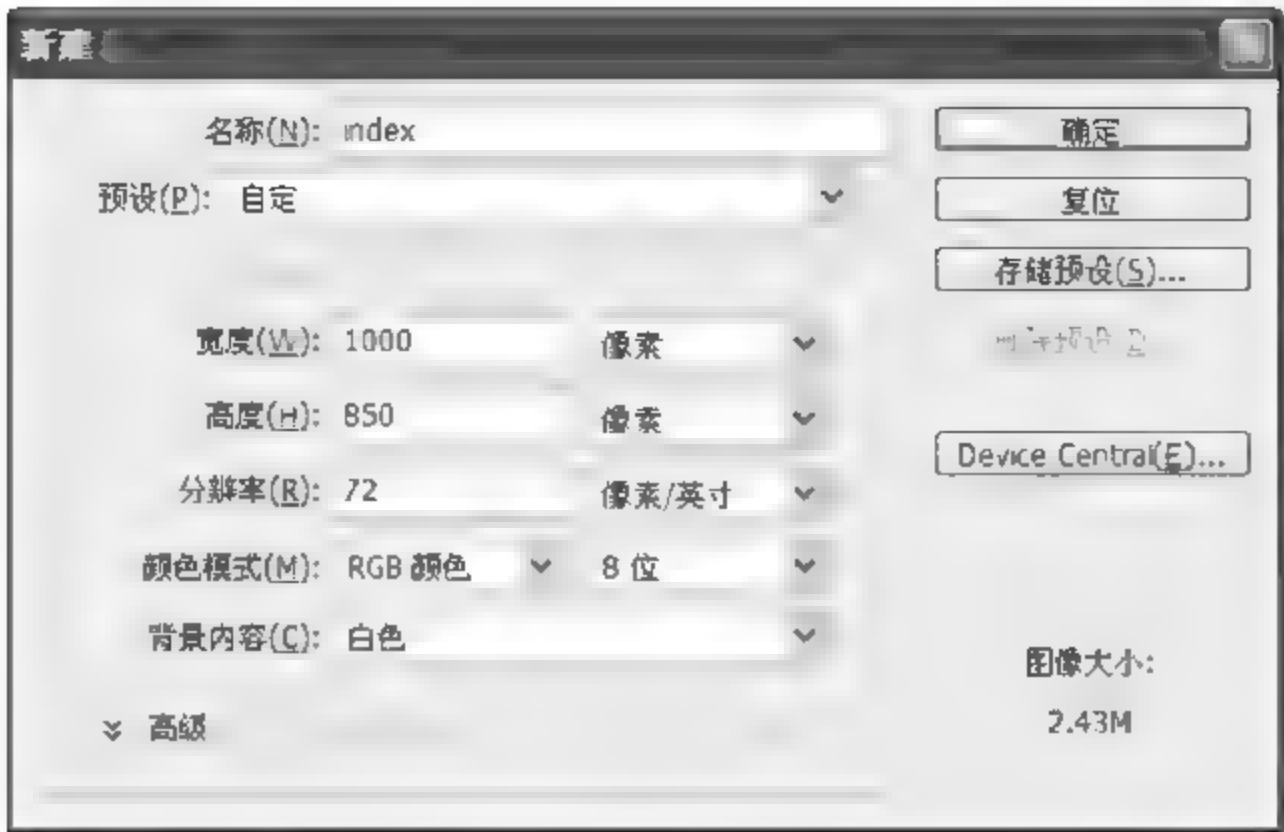 新建
名称(N): index
预设(P): 自定
宽度(W): 1000 像素
高度(H): 850 像素
分辨率(R): 72 像素/英寸
颜色模式(M): RGB 颜色 8 位
背景内容(C): 白色
高级
确定
复位
存储预设(S)...
Device Central(E)...
图像大小:
2.43M